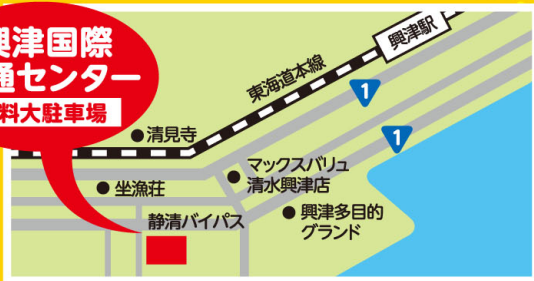 興津国際
通センター
料大駐車場
興津駅
東海道本線
1
1
清見寺
マックスバリュ
清水興津店
坐漁荘
興津多目的
グランド
静清バイパス